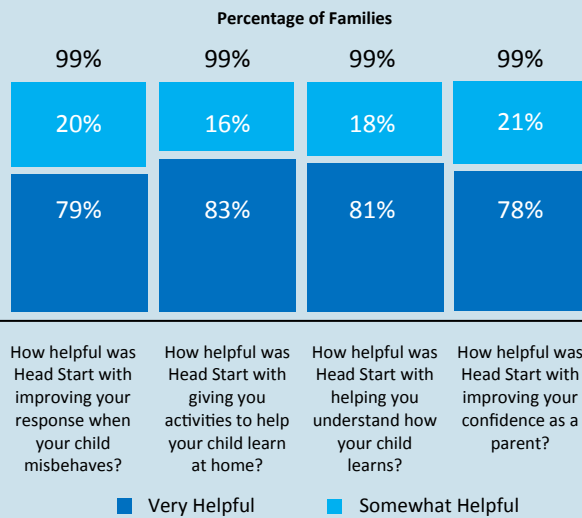 Percentage of Families
99%
99%
99%
99%
20%
16%
18%
21%
79%
83%
81%
78%
How helpful was
Head Start with
improving your
response when
your child
misbehaves?
How helpful was
Head Start with
giving you
activities to help
your child learn
at home?
How helpful was
Head Start with
helping you
understand how
your child
learns?
How helpful was
Head Start with
improving your
confidence as a
parent?
Very Helpful
Somewhat Helpful